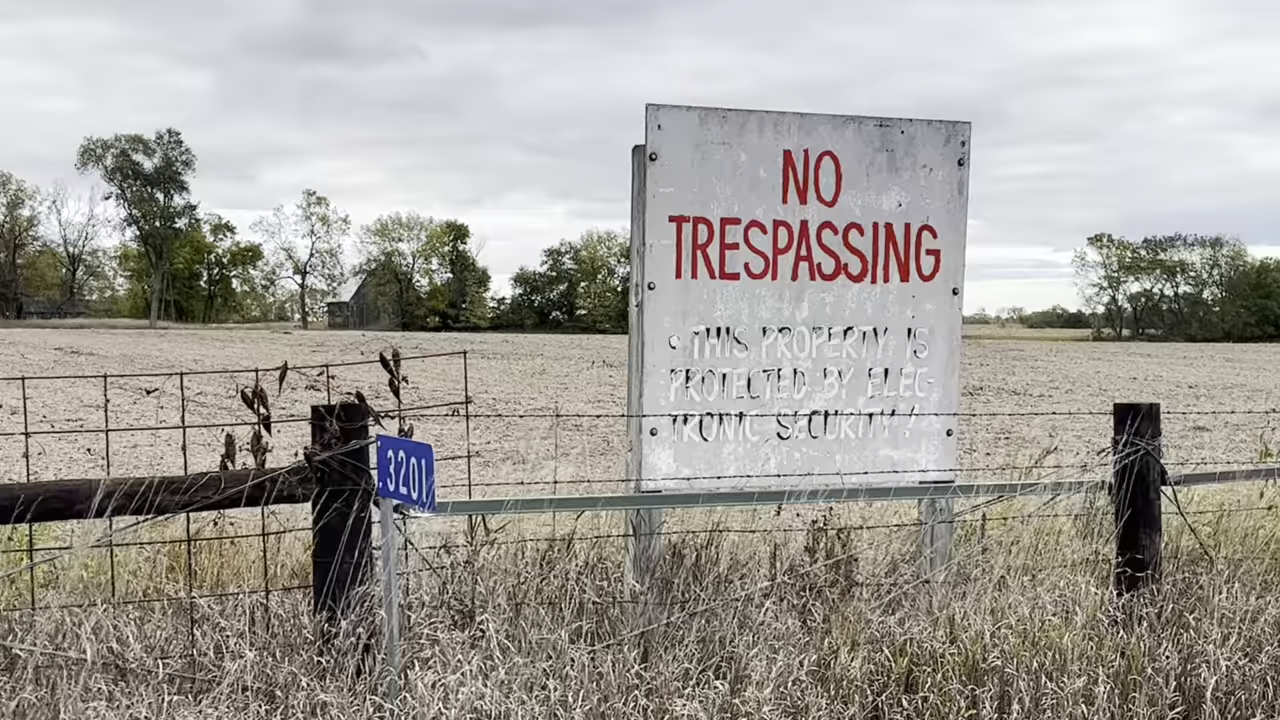 NO
TRESPASSING
• THIS PROPERTY IS
PROTECTED BY ELEC-
TRONIC SECURITY!
3201